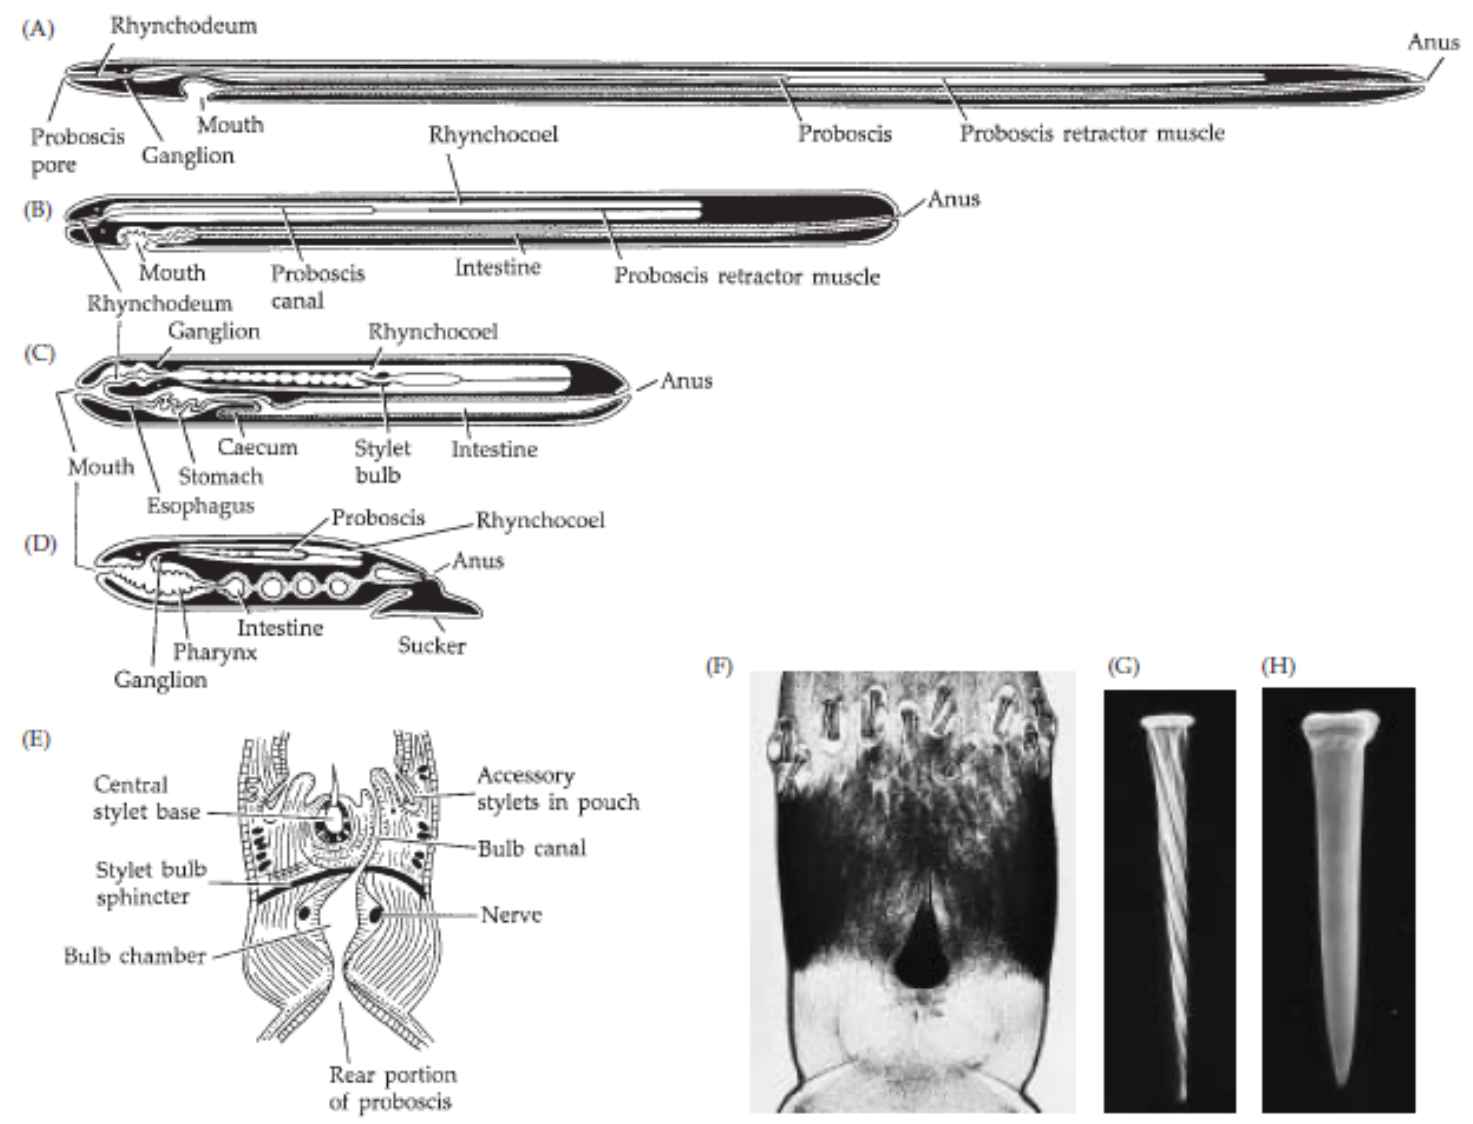 (A)
Rhynchodeum
Anus
Proboscis
pore
Ganglion
Mouth
Rhynchocoel
Proboscis
Proboscis retractor muscle
(B)
Anus
Mouth
Rhynchodeum
Proboscis
canal
Intestine
Proboscis retractor muscle
Ganglion
Rhynchocoel
(C)
Anus
Mouth
Caecum
Stomach
Esophagus
Stylet
bulb
Intestine
(D)
Proboscis
Rhynchocoel
Anus
Intestine
Pharynx
Ganglion
Sucker
(E)
Central
stylet base
Accessory
stylets in pouch
Bulb canal
Stylet bulb
sphincter
Nerve
Bulb chamber
Rear portion
of proboscis
(F)
(G)
(H)